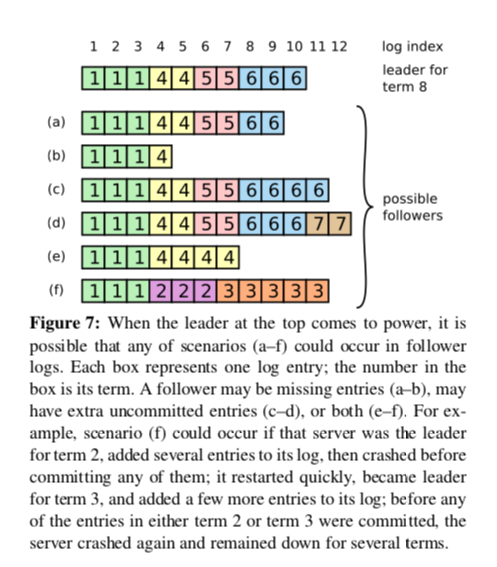 1 2 3 4 5 6 7 8 9 10 11 12 log index
1 1 1 4 4 5 5 6 6 6 leader for
term 8
(a) 1 1 1 4 4 5 5 6 6
(b) 1 1 1 4
(c) 1 1 1 4 4 5 5 6 6 6 6
(d) 1 1 1 4 4 5 5 6 6 6 7 7
(e) 1 1 1 4 4 4 4
(f) 1 1 1 2 2 2 3 3 3 3 3
possible
followers
Figure 7: When the leader at the top comes to power, it is
possible that any of scenarios (a–f) could occur in follower
logs. Each box represents one log entry; the number in the
box is its term. A follower may be missing entries (a–b), may
have extra uncommitted entries (c–d), or both (e–f). For ex-
ample, scenario (f) could occur if that server was the leader
for term 2, added several entries to its log, then crashed before
committing any of them; it restarted quickly, became leader
for term 3, and added a few more entries to its log; before any
of the entries in either term 2 or term 3 were committed, the
server crashed again and remained down for several terms.